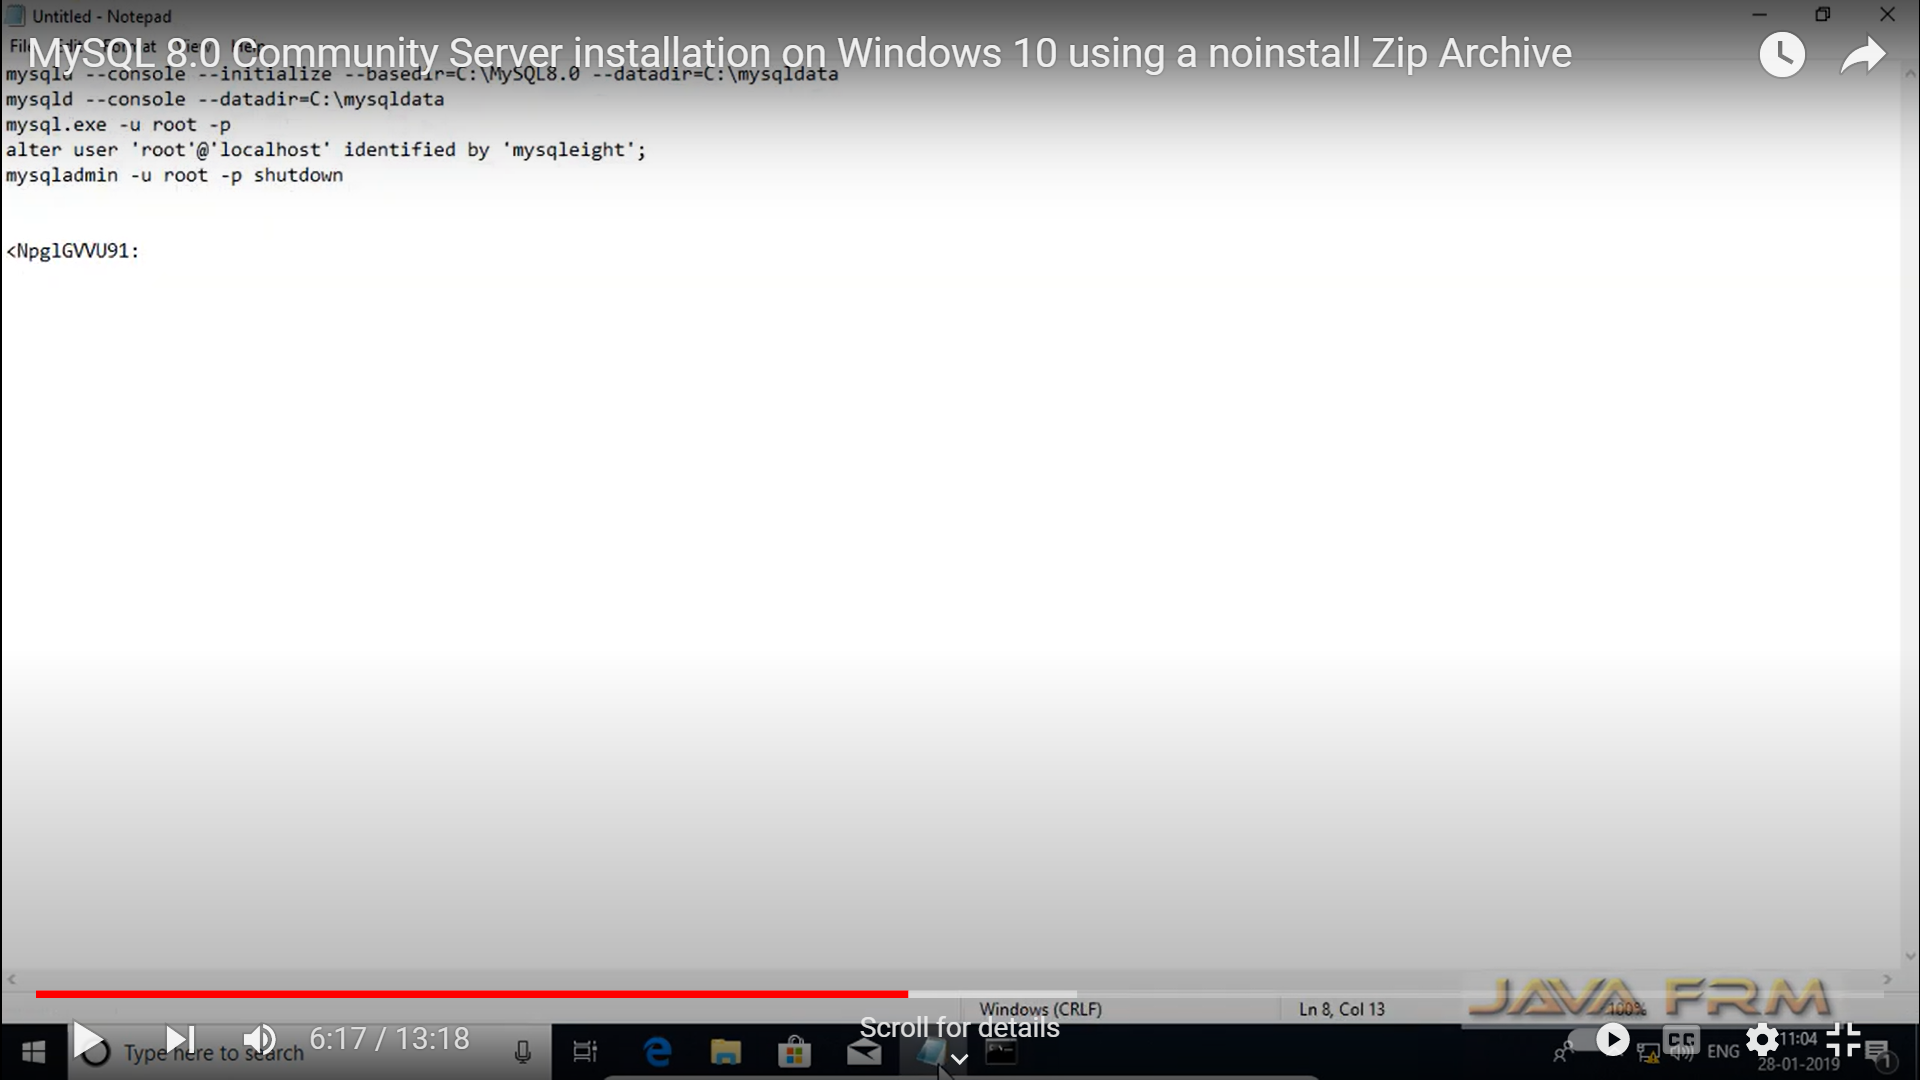 Untitled - Notepad
MySQL 8.0 Community Server installation on Windows 10 using a noinstall Zip Archive
mysqld --console --initialize --basedir=C:\MySQL8.0 --datadir=C:\mysqldata
mysqld --console --datadir=C:\mysqldata
mysql.exe -u root -p
alter user 'root'@'localhost' identified by 'mysqleight';
mysqladmin -u root -p shutdown
<NpglGVVU91:
Windows (CRLF)
Ln 8, Col 13
100%
JAVA FRM
Scroll for details
6:17 / 13:18
Type here to search
CC
ENG
11:04
28-01-2019
1